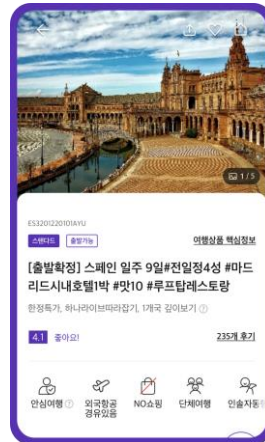 1/5
ES3201220101AYU
스탠다드 출발가능 여행상품 핵심정보
[출발확정] 스페인 일주 9일#전일정4성 #마드
리드시내호텔1박 #맛10 #루프탑레스토랑
한정특가, 하나라이브따라잡기, 1개국 깊이보기 ?
4.1 좋아요! 235개 후기
안심여행 ? 외국항공 NO쇼핑 단체여행 인솔자동
경유있음